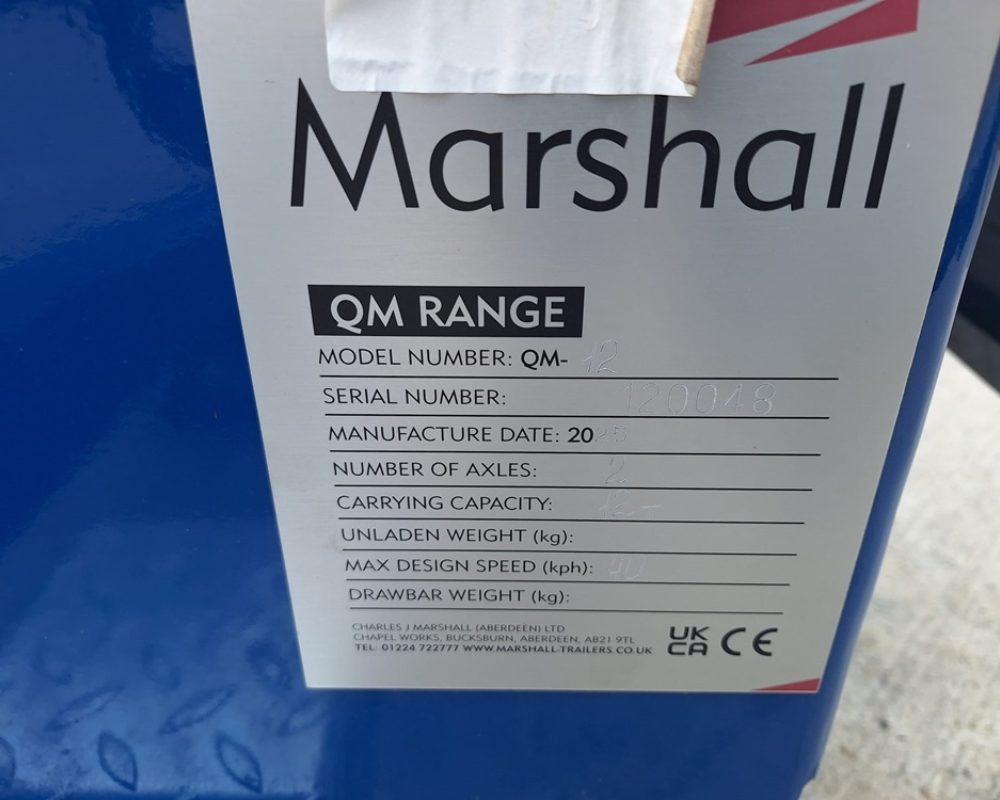 Marshall
QM RANGE
MODEL NUMBER: QM- 12
SERIAL NUMBER: 120048
MANUFACTURE DATE: 2025
NUMBER OF AXLES: 2
CARRYING CAPACITY: 12-
UNLADEN WEIGHT (kg):
MAX DESIGN SPEED (kph): 40
DRAWBAR WEIGHT (kg):
CHARLES J MARSHALL (ABERDEEN) LTD
CHAPEL WORKS, BUCKSBURN, ABERDEEN, AB21 9TL
TEL: 01224 722777 WWW.MARSHALL-TRAILERS.CO.UK
UK CA CE